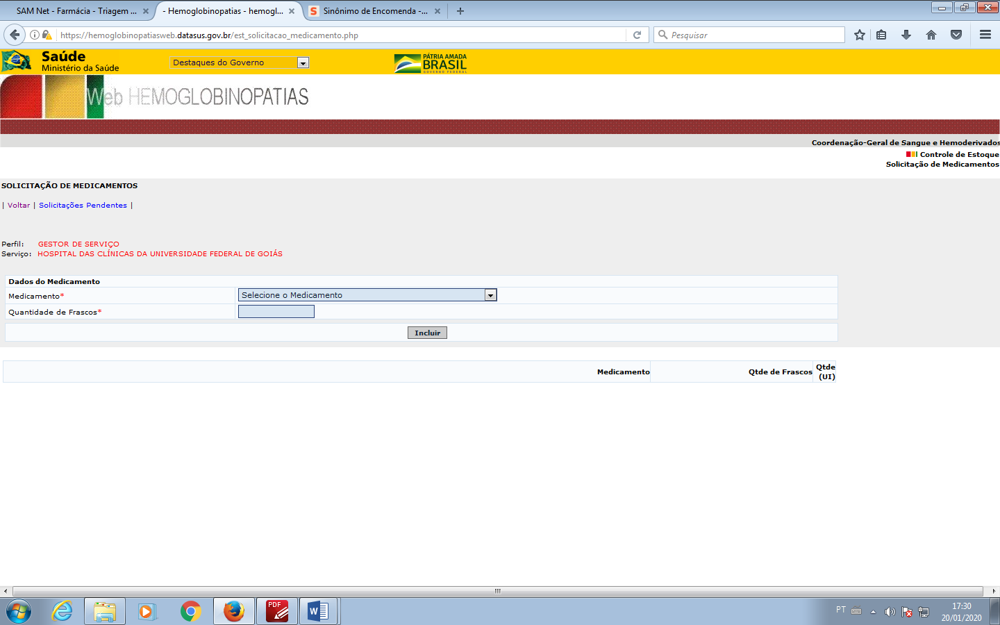 SAM Net - Farmácia - Triagem ...
- Hemoglobinopatias - hemogl...
Sinônimo de Encomenda -...
https://hemoglobinopatiasweb.datasus.gov.br/est_solicitacao_medicamento.php
Pesquisar
Saúde
Ministério da Saúde
Destaques do Governo
PÁTRIA AMADA
BRASIL
GOVERNO FEDERAL
Web HEMOGLOBINOPATIAS
Coordenação-Geral de Sangue e Hemoderivados
Controle de Estoque
Solicitação de Medicamentos
SOLICITAÇÃO DE MEDICAMENTOS
| Voltar | Solicitações Pendentes |
Perfil: GESTOR DE SERVIÇO
Serviço: HOSPITAL DAS CLÍNICAS DA UNIVERSIDADE FEDERAL DE GOIÁS
Dados do Medicamento
Medicamento* Selecione o Medicamento
Quantidade de Frascos*
Incluir
Medicamento Qtde de Frascos Qtde (UI)
PDF
W
PT
17:30
20/01/2020